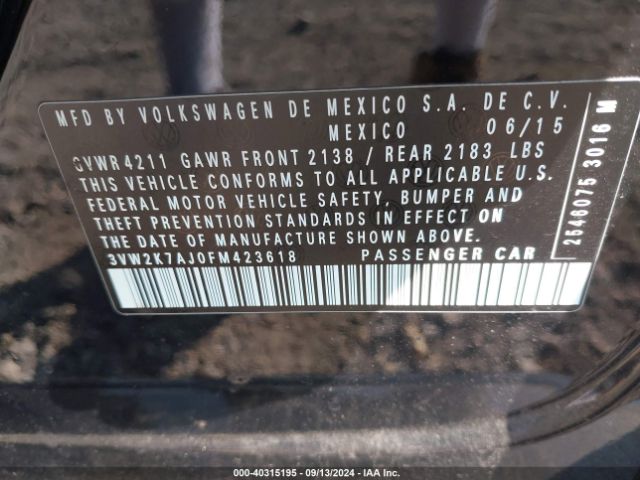 MFD BY VOLKSWAGEN DE MEXICO S.A. DE C.V.
MEXICO 06/15
GVWR 4211 GAWR FRONT 2138 / REAR 2183 LBS
THIS VEHICLE CONFORMS TO ALL APPLICABLE U.S.
FEDERAL MOTOR VEHICLE SAFETY, BUMPER AND
THEFT PREVENTION STANDARDS IN EFFECT ON
THE DATE OF MANUFACTURE SHOWN ABOVE.
3VW2K7AJ0FM423618 PASSENGER CAR
2546075 3016 M
000-40315195 - 09/13/2024 - IAA Inc.